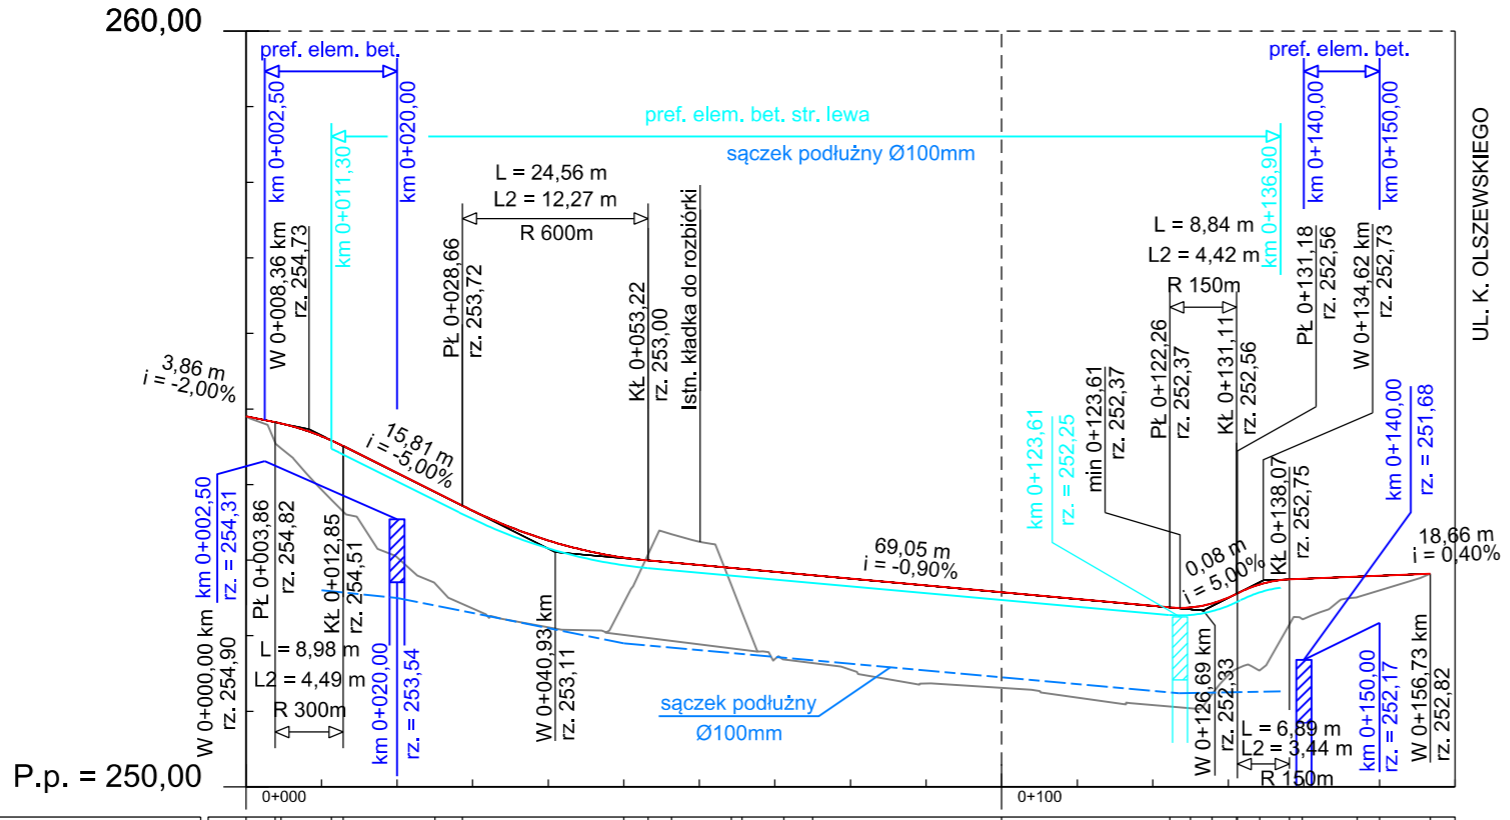 260,00
pref. elem. bet.
pref. elem. bet.
km 0+002,50
km 0+020,00
pref. elem. bet. str. lewa
sączek podłużny Ø100mm
km 0+140,00
km 0+150,00
UL. K. OLSZEWSKIEGO
km 0+011,30
km 0+136,90
L = 24,56 m
L2 = 12,27 m
R 600m
Istn. kładka do rozbiórki
W 0+008,36 km
rz. 254,73
PŁ 0+028,66
rz. 253,72
KŁ 0+053,22
rz. 253,00
L = 8,84 m
L2 = 4,42 m
R 150m
PŁ 0+131,18
rz. 252,56
W 0+134,62 km
rz. 252,73
3,86 m
i = -2,00%
15,81 m
i = -5,00%
min 0+123,61
rz. 252,37
PŁ 0+122,26
rz. 252,37
KŁ 0+131,11
rz. 252,56
km 0+123,61
rz. = 252,25
km 0+140,00
rz. = 251,68
KŁ 0+138,07
rz. 252,75
km 0+002,50
rz. = 254,31
PŁ 0+003,86
rz. 254,82
KŁ 0+012,85
rz. 254,51
69,05 m
i = -0,90%
0,08 m
i = 5,00%
18,66 m
i = 0,40%
W 0+000,00 km
rz. 254,90
L = 8,98 m
L2 = 4,49 m
R 300m
km 0+020,00
rz. = 253,54
W 0+040,93 km
rz. 253,11
sączek podłużny
Ø100mm
W 0+126,69 km
rz. 252,33
L = 6,89 m
L2 = 3,44 m
R 150m
km 0+150,00
rz. = 252,17
W 0+156,73 km
rz. 252,82
P.p. = 250,00
0+000
0+100